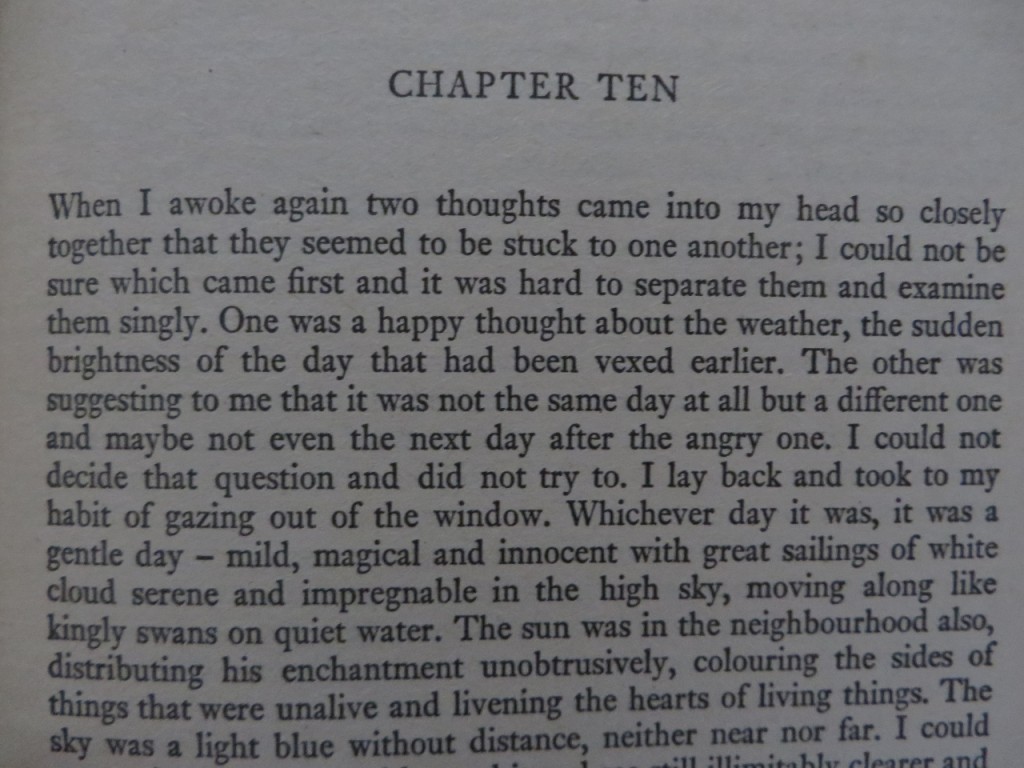 CHAPTER TEN
When I awoke again two thoughts came into my head so closely
together that they seemed to be stuck to one another; I could not be
sure which came first and it was hard to separate them and examine
them singly. One was a happy thought about the weather, the sudden
brightness of the day that had been vexed earlier. The other was
suggesting to me that it was not the same day at all but a different one
and maybe not even the next day after the angry one. I could not
decide that question and did not try to. I lay back and took to my
habit of gazing out of the window. Whichever day it was, it was a
gentle day – mild, magical and innocent with great sailings of white
cloud serene and impregnable in the high sky, moving along like
kingly swans on quiet water. The sun was in the neighbourhood also,
distributing his enchantment unobtrusively, colouring the sides of
things that were unalive and livening the hearts of living things. The
sky was a light blue without distance, neither near nor far. I could
still illimitably clearer and